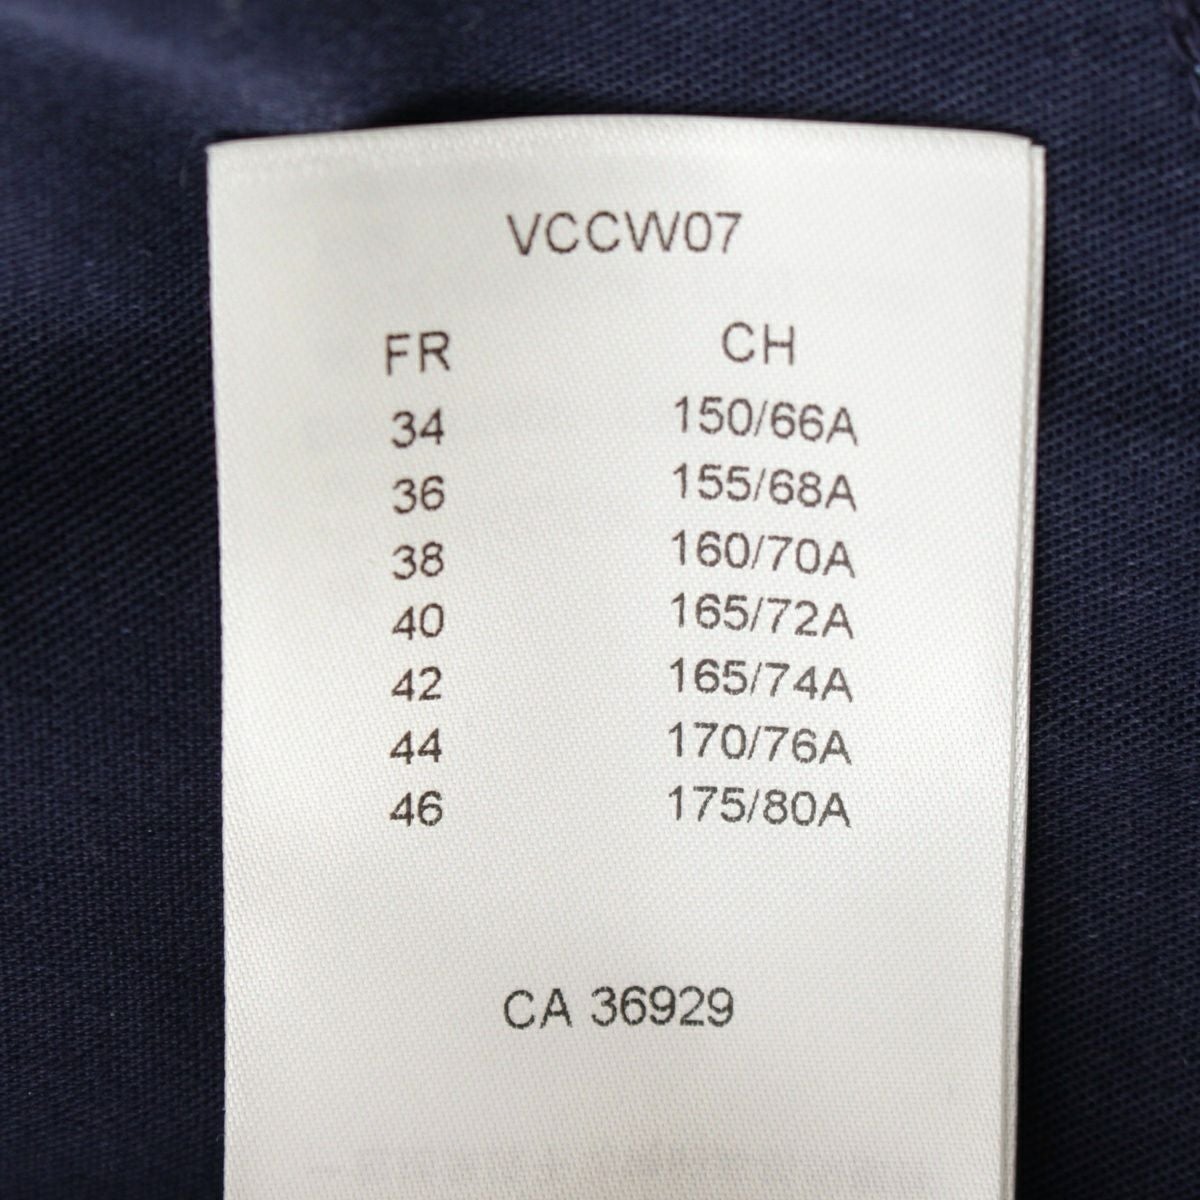 VCCW07
FR CH
34 150/66A
36 155/68A
38 160/70A
40 165/72A
42 165/74A
44 170/76A
46 175/80A
CA 36929